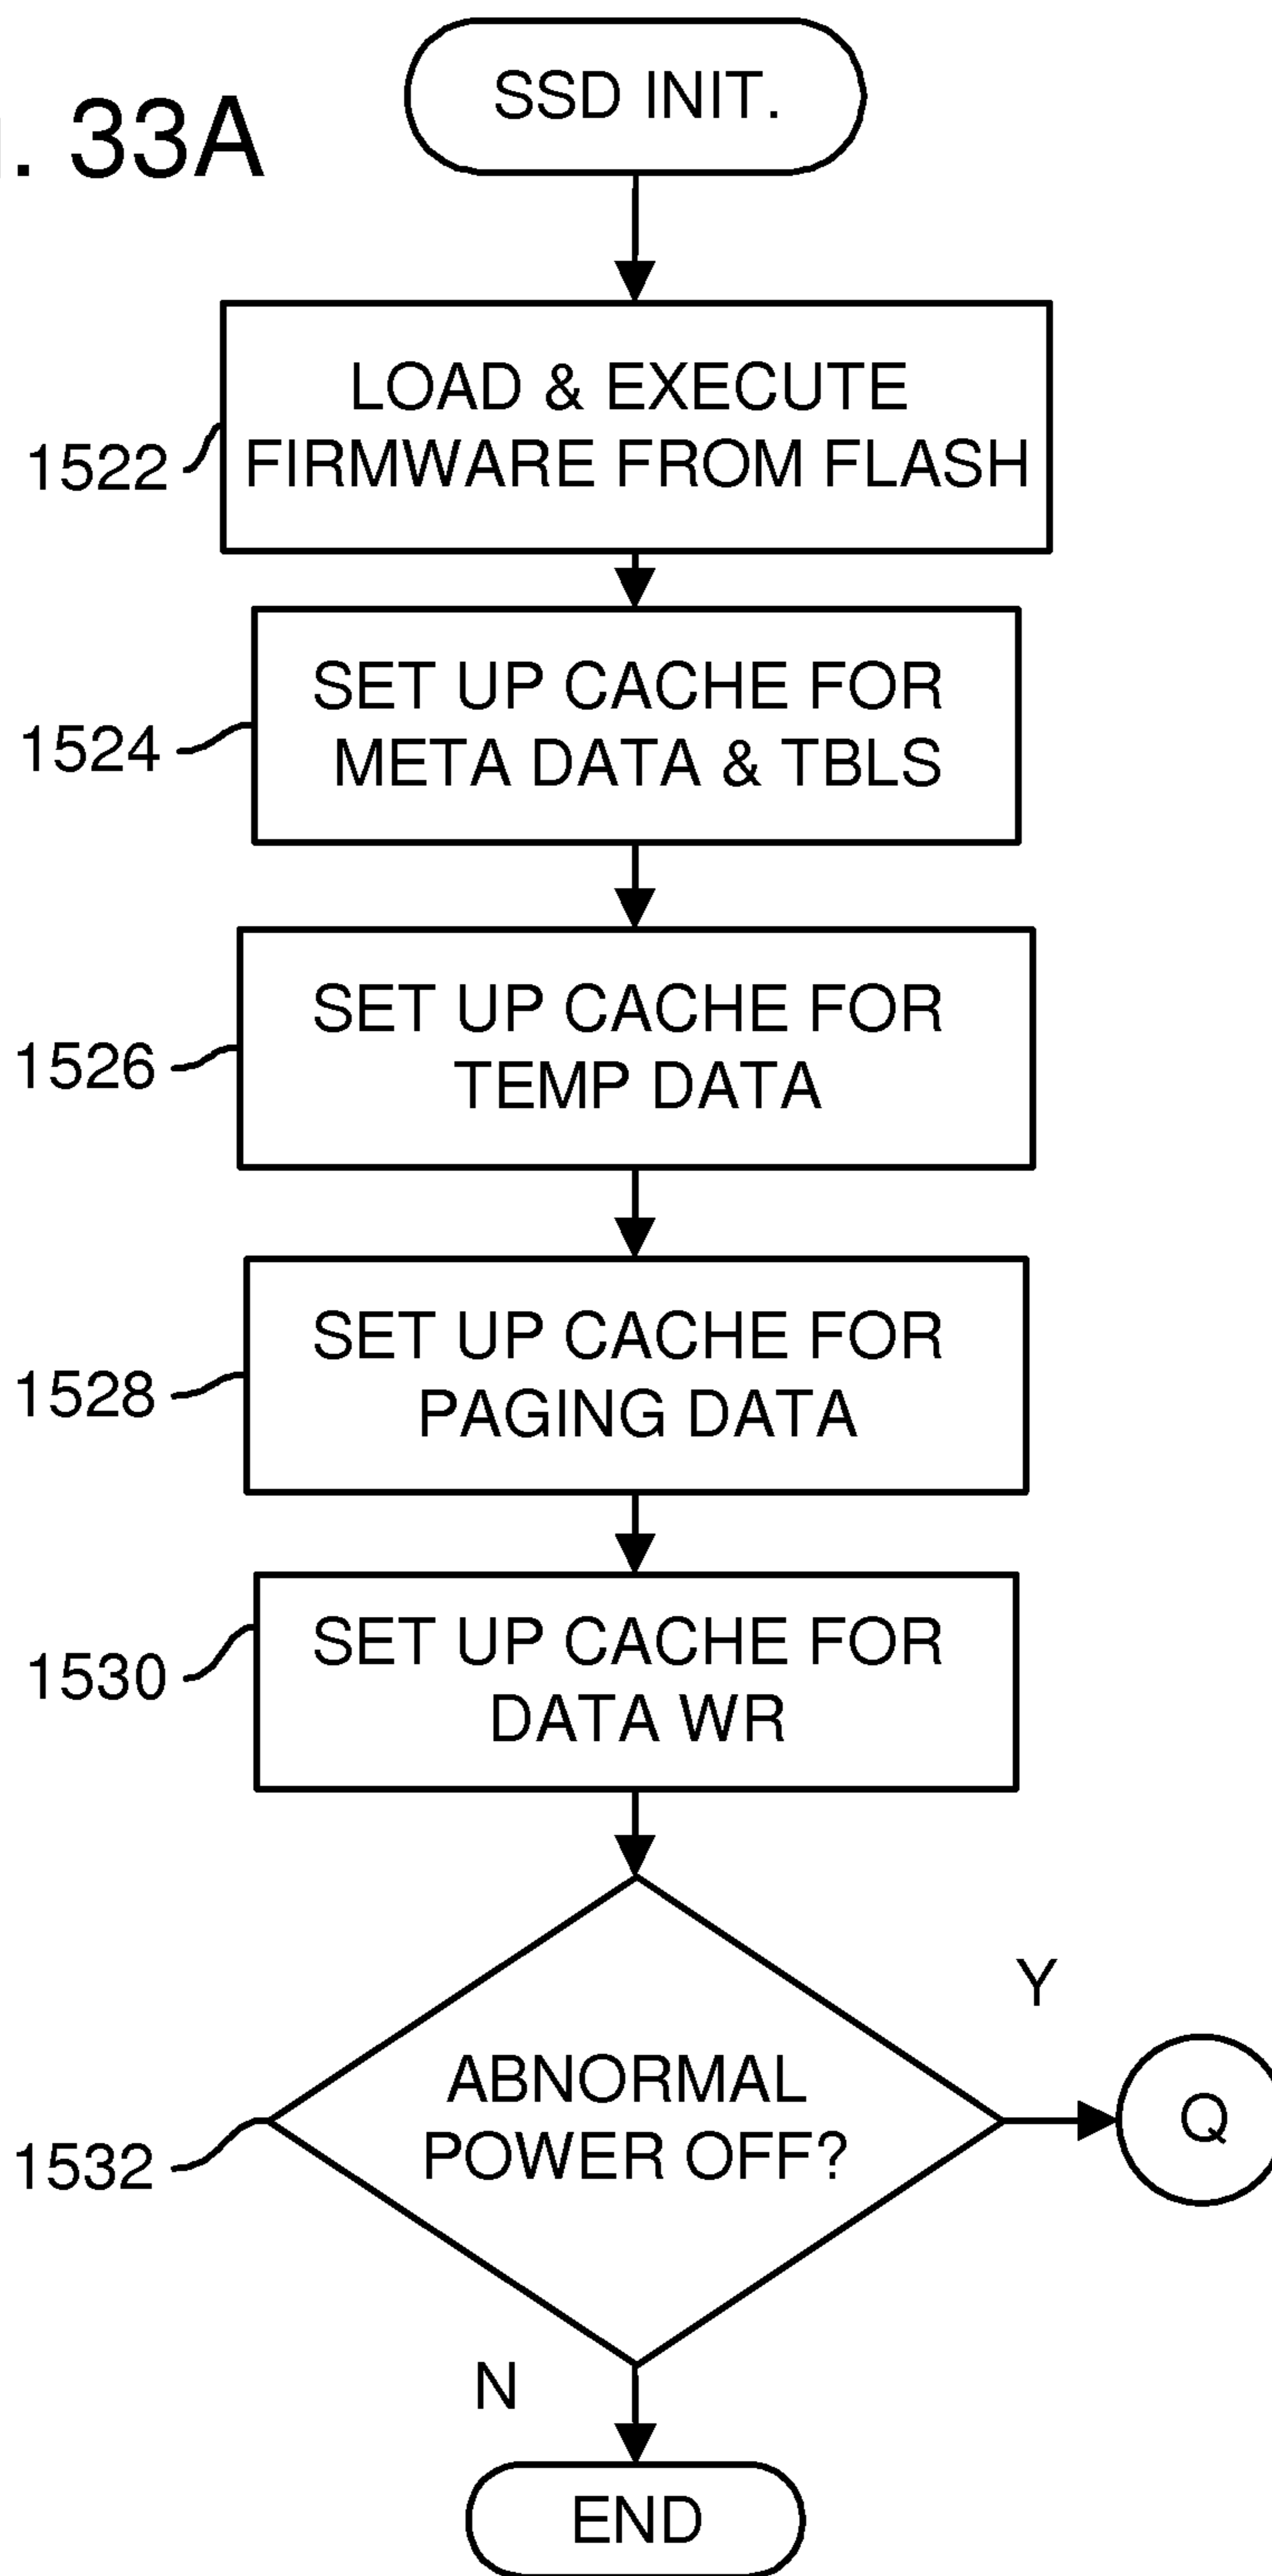 . 33A
SSD INIT.
LOAD & EXECUTE
FIRMWARE FROM FLASH
1522
SET UP CACHE FOR
META DATA & TBLS
1524
SET UP CACHE FOR
TEMP DATA
1526
SET UP CACHE FOR
PAGING DATA
1528
SET UP CACHE FOR
DATA WR
1530
ABNORMAL
POWER OFF?
1532
Y
Q
N
END